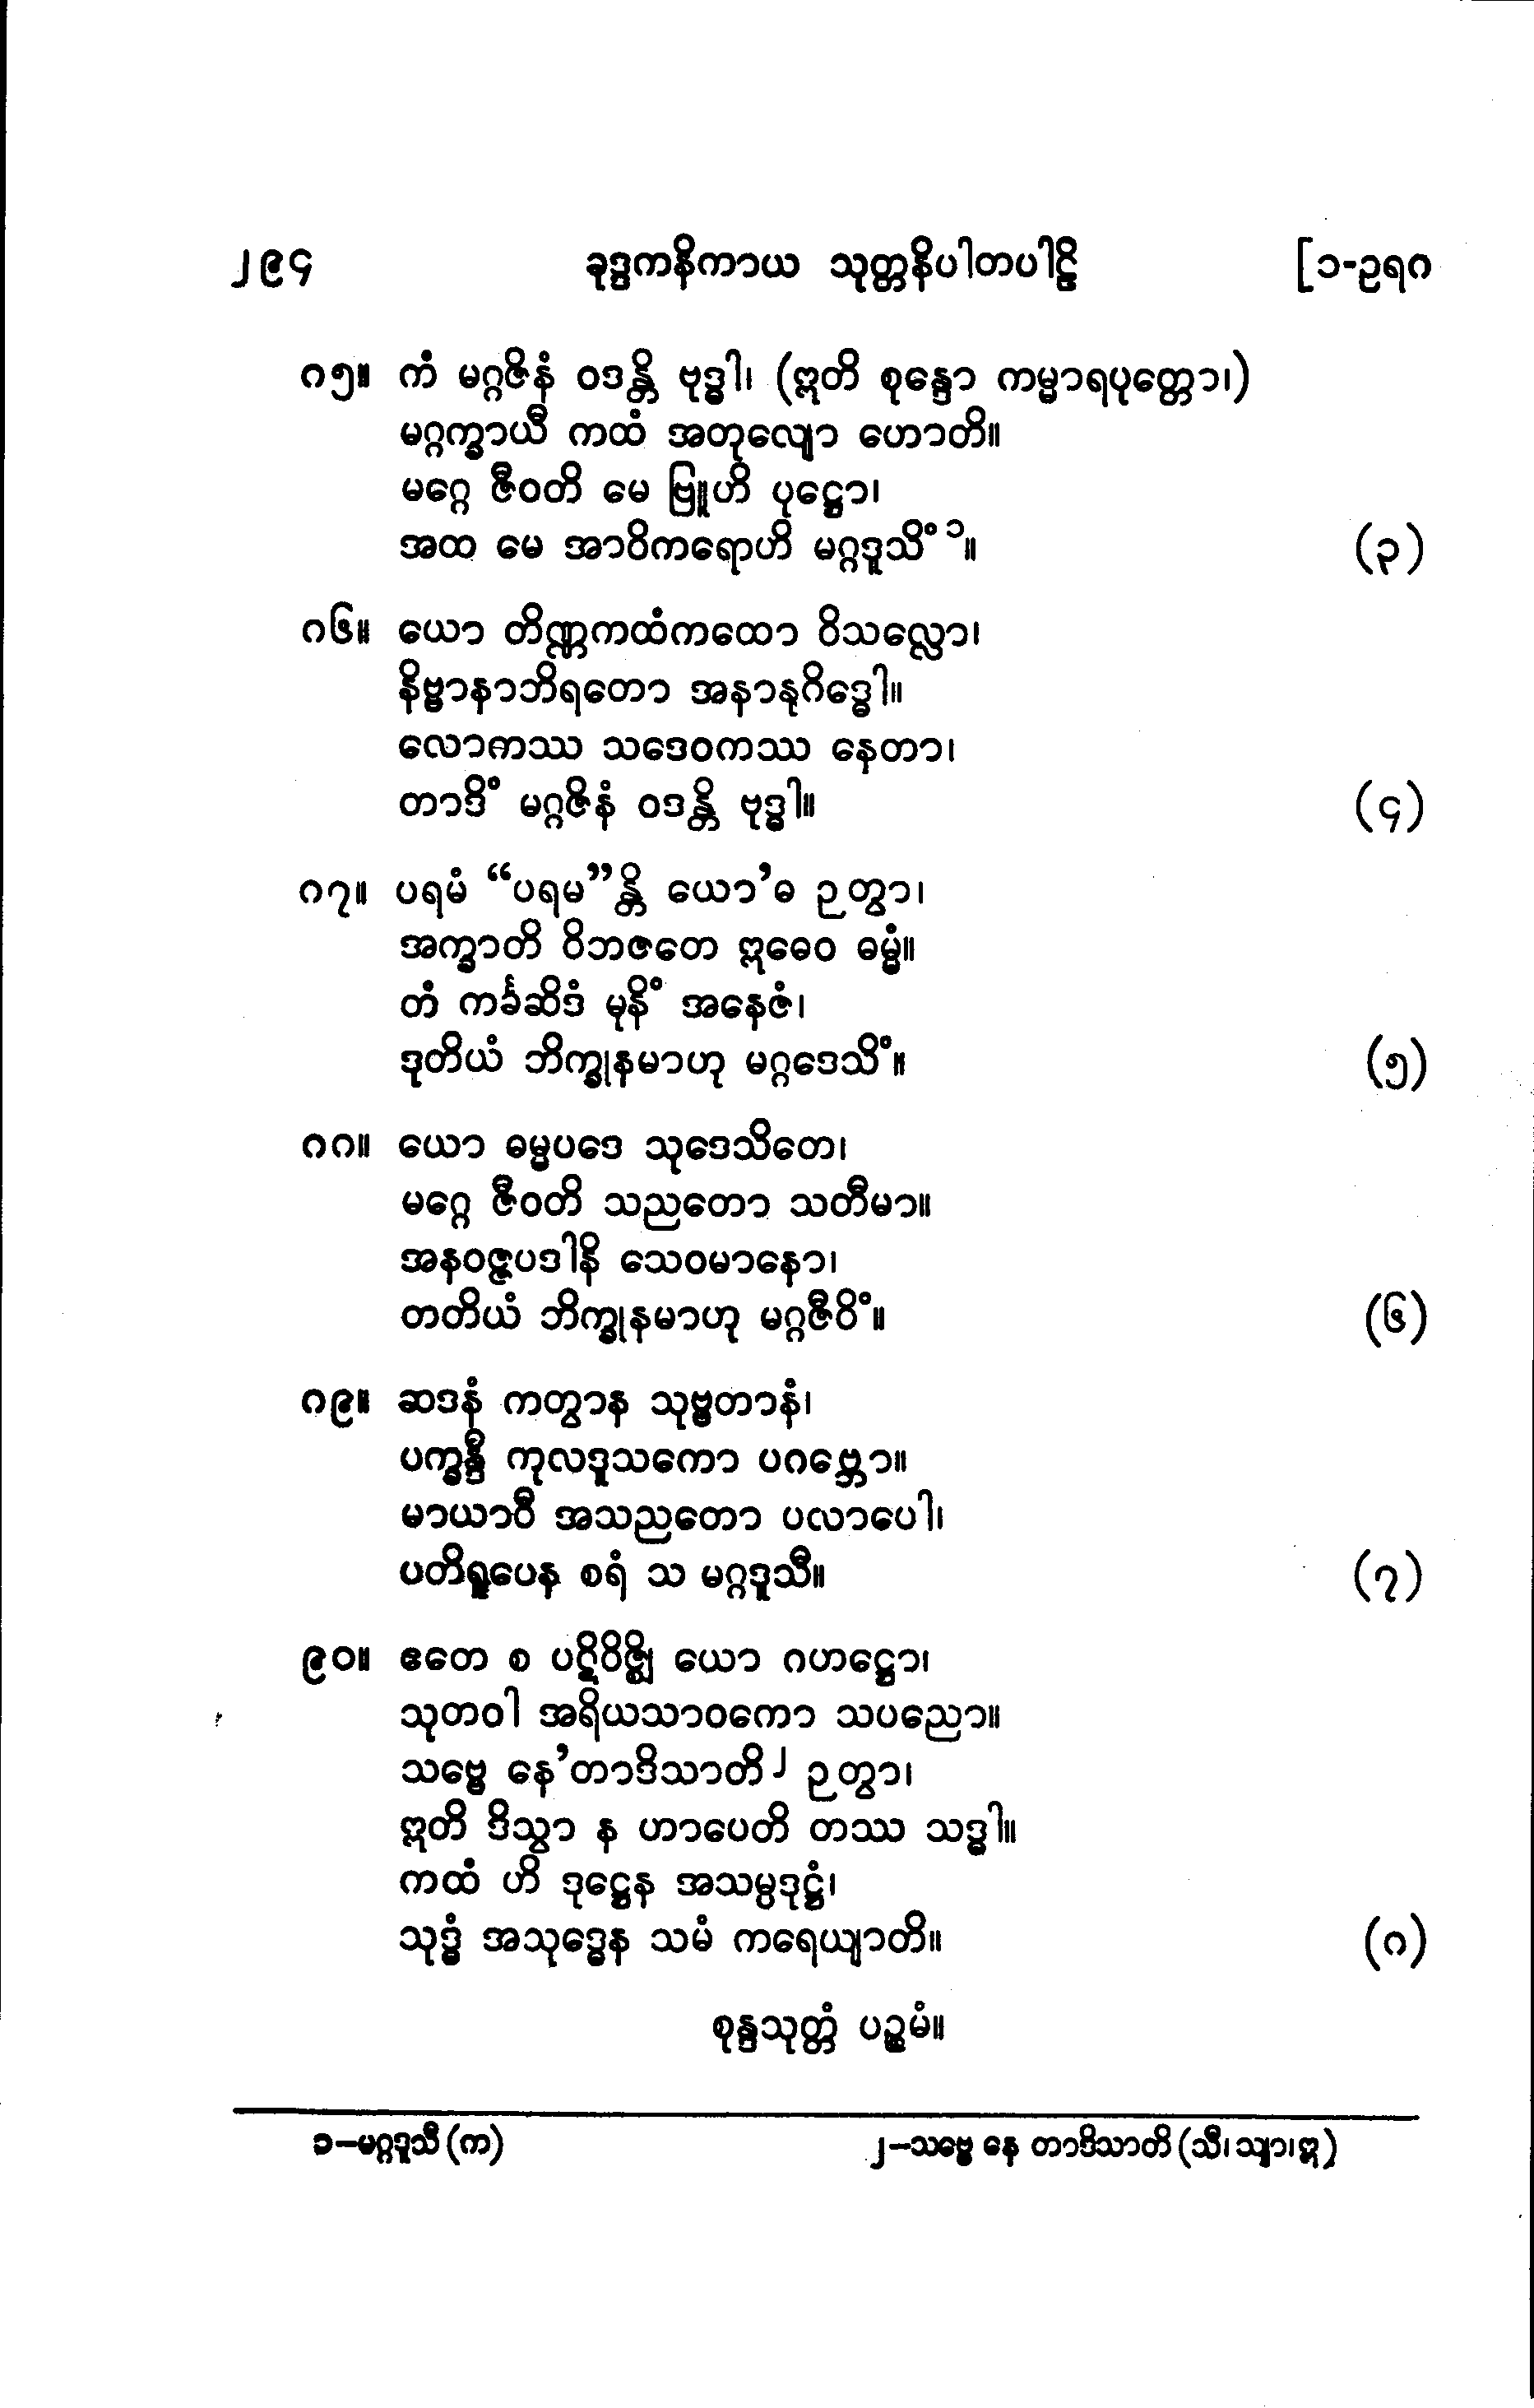 ၂၉၄ ခုဒ္ဒကနိကာယ သုတ္တနိပါတပါဠိ [၁-ဥရဂ
၈၅။ ကံ မဂ္ဂဇိနံ ဝဒန္တိ ဗုဒ္ဓါ၊ (ဣတိ စုန္ဒော ကမ္မာရပုတ္တော၊)
မဂ္ဂက္ခာယီ ကထံ အတုလျော ဟောတိ။
မဂ္ဂေ ဇီဝတိ မေ ဗြူဟိ ပုဋ္ဌော၊
အထ မေ အာဝိကရောဟိ မဂ္ဂဒူသိံ ၁။ (၃)
၈၆။ ယော တိဏ္ဏကထံကထော ဝိသလ္လော၊
နိဗ္ဗာနာဘိရတော အနာနုဂိဒ္ဓေါ။
လောကဿ သဒေဝကဿ နေတာ၊
တာဒိံ မဂ္ဂဇိနံ ဝဒန္တိ ဗုဒ္ဓါ။ (၄)
၈၇။ ပရမံ “ပရမ”န္တိ ယော’ဓ ဉတွာ၊
အက္ခာတိ ဝိဘဇတေ ဣဓေဝ ဓမ္မံ။
တံ ကင်္ခဆိဒံ မုနိံ အနေဇံ၊
ဒုတိယံ ဘိက္ခုနမာဟု မဂ္ဂဒေသိံ။ (၅)
၈၈။ ယော ဓမ္မပဒေ သုဒေသိတေ၊
မဂ္ဂေ ဇီဝတိ သညတော သတီမာ။
အနဝဇ္ဇပဒါနိ သေဝမာနော၊
တတိယံ ဘိက္ခုနမာဟု မဂ္ဂဇီဝိံ။ (၆)
၈၉။ ဆဒနံ ကတွာန သုဗ္ဗတာနံ၊
ပက္ခန္ဒီ ကုလဒူသကော ပဂဗ္ဘော။
မာယာဝီ အသညတော ပလာပေါ၊
ပတိရူပေန စရံ သ မဂ္ဂဒူသီ။ (၇)
၉၀။ ဧတေ စ ပဋိဝိဇ္ဈိ ယော ဂဟဋ္ဌော၊
သုတဝါ အရိယသာဝကော သပညော။
သဗ္ဗေ နေ’တာဒိသာတိ ၂ ဉတွာ၊
ဣတိ ဒိသွာ န ဟာပေတိ တဿ သဒ္ဓါ။
ကထံ ဟိ ဒုဋ္ဌေန အသမ္ပဒုဋ္ဌံ၊
သုဒ္ဓံ အသုဒ္ဓေန သမံ ကရေယျာတိ။ (၈)
စုန္ဒသုတ္တံ ပဉ္စမံ။
၁–မဂ္ဂဒူသီ (က) ၂–သဗ္ဗေ နေ တာဒိသာတိ (သီ၊ သျာ၊ ဣ)